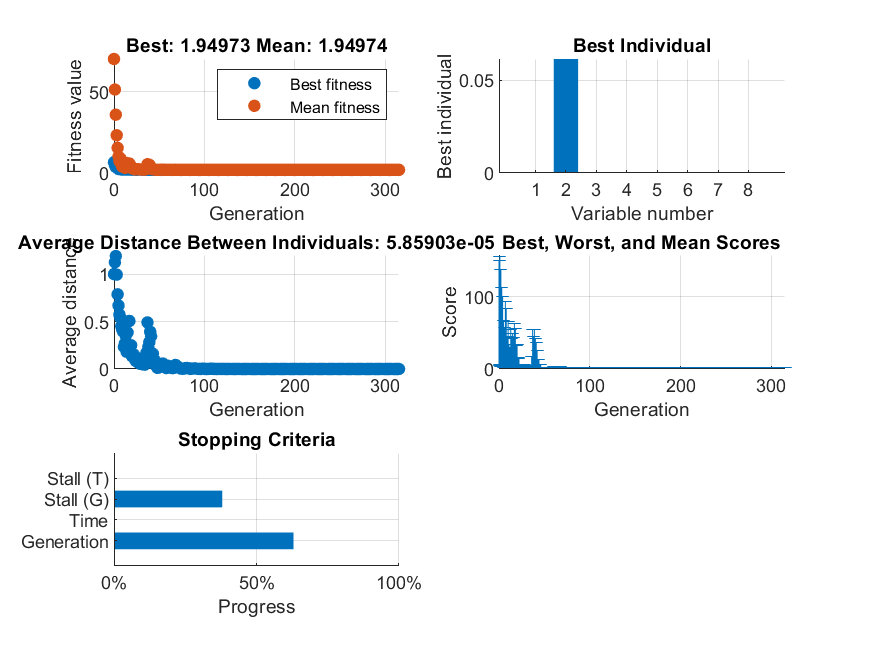 Best: 1.94973 Mean: 1.94974
Fitness value
50
0
Best fitness
Mean fitness
0 100 200 300
Generation
Best Individual
Best individual
0.05
0
1 2 3 4 5 6 7 8
Variable number
Average Distance Between Individuals: 5.85903e-05
Average distance
1
0.5
0
0 100 200 300
Generation
Best, Worst, and Mean Scores
Score
100
0
0 100 200 300
Generation
Stopping Criteria
Stall (T)
Stall (G)
Time
Generation
0% 50% 100%
Progress